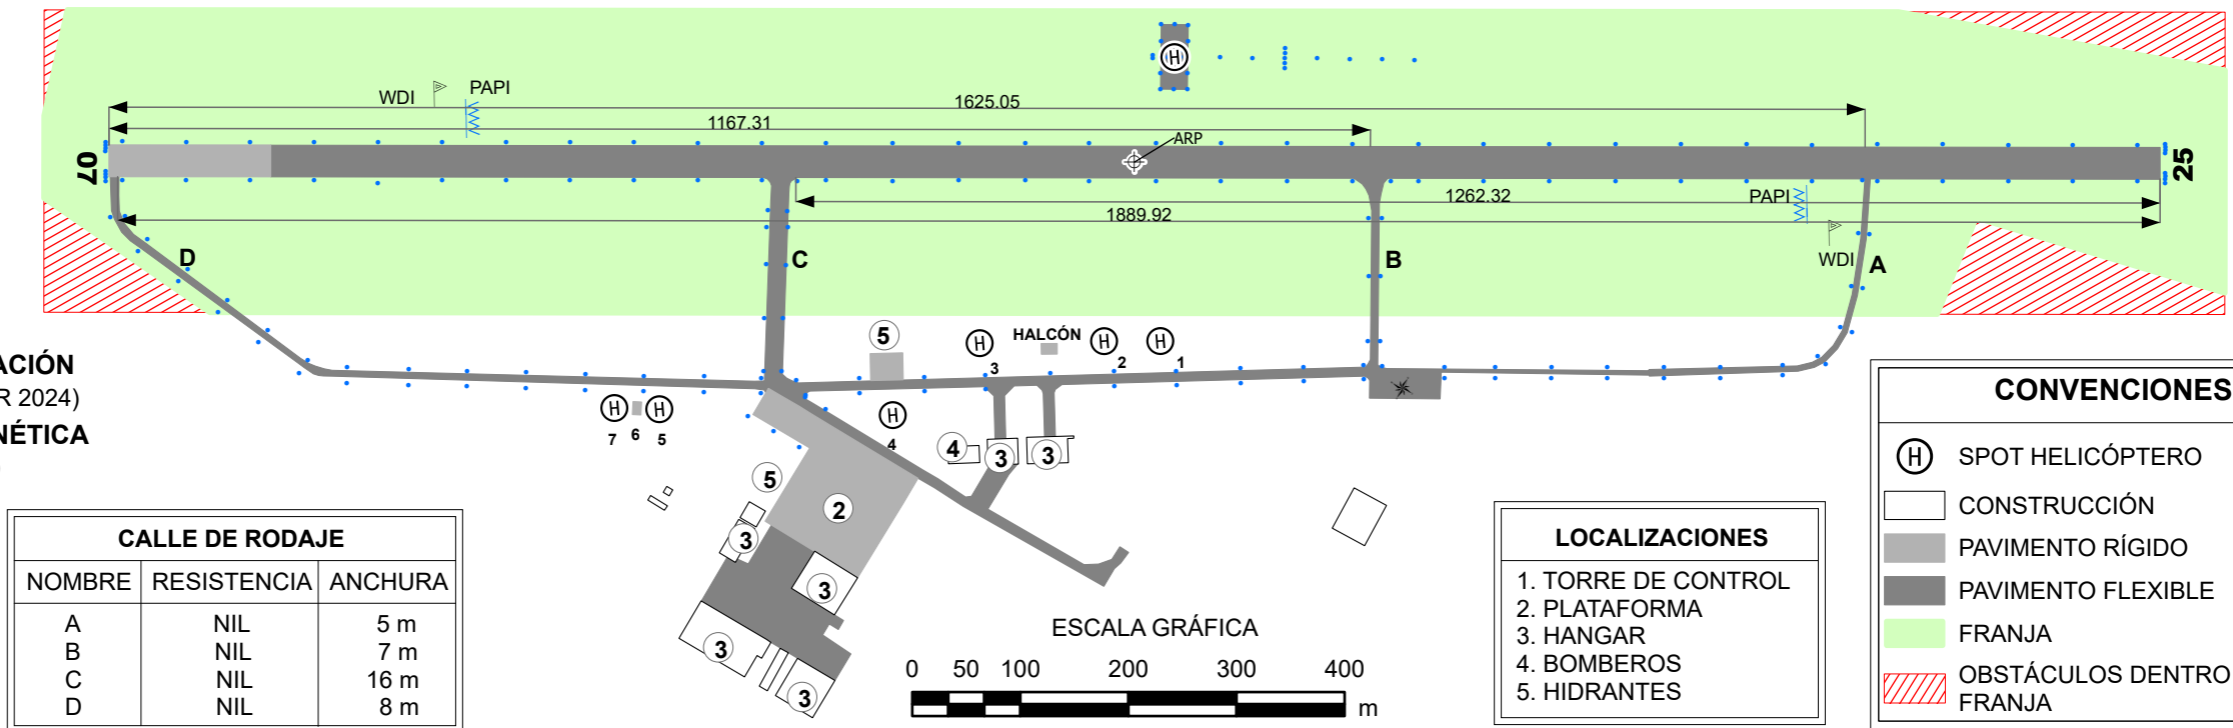 WDI
PAPI
1625.05
1167.31
ARP
07
25
1262.32
PAPI
1889.92
WDI
D
C
B
A
H
5
H
HALCÓN
H
H
3
2
1
ACIÓN
R 2024)
NÉTICA
H
H
7
6
5
H
4
4
3
3
5
2
3
3
3
3
CALLE DE RODAJE
NOMBRE RESISTENCIA ANCHURA
A NIL 5 m
B NIL 7 m
C NIL 16 m
D NIL 8 m
ESCALA GRÁFICA
0 50 100 200 300 400
m
LOCALIZACIONES
1. TORRE DE CONTROL
2. PLATAFORMA
3. HANGAR
4. BOMBEROS
5. HIDRANTES
CONVENCIONES
H SPOT HELICÓPTERO
CONSTRUCCIÓN
PAVIMENTO RÍGIDO
PAVIMENTO FLEXIBLE
FRANJA
OBSTÁCULOS DENTRO
FRANJA